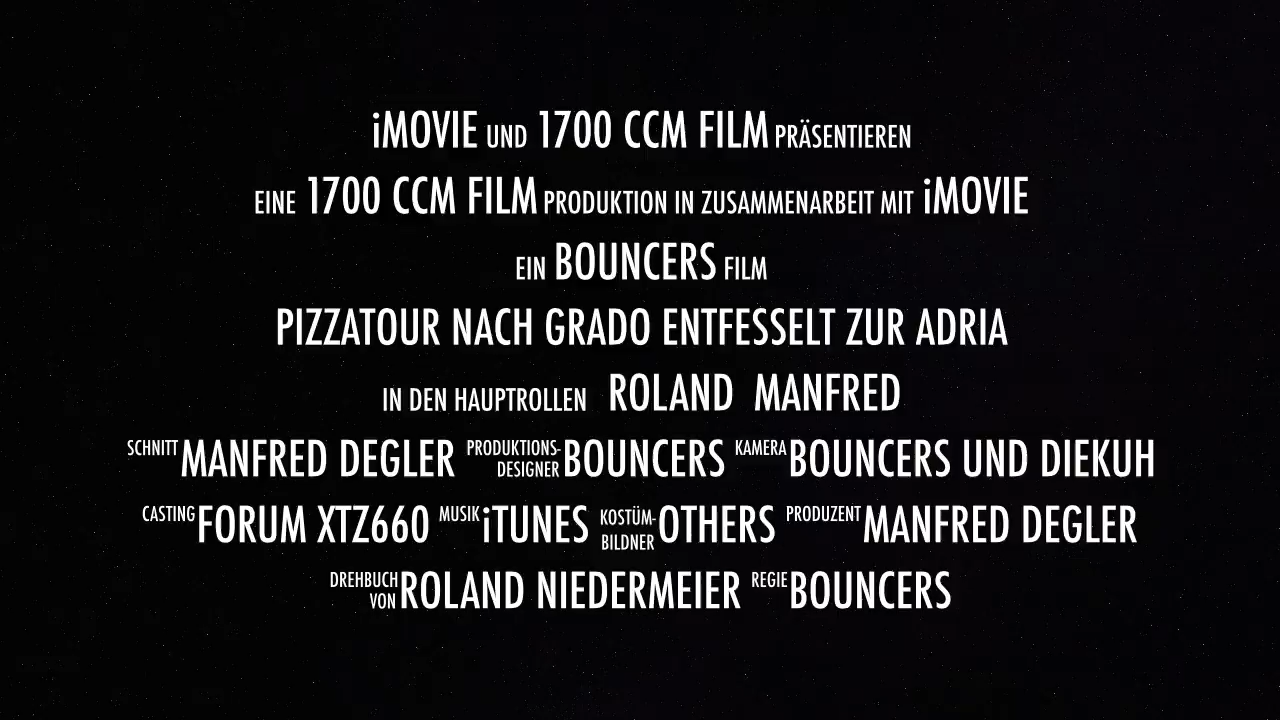 iMOVIE UND 1700 CCM FILM PRÄSENTIEREN
EINE 1700 CCM FILM PRODUKTION IN ZUSAMMENARBEIT MIT iMOVIE
EIN BOUNCERS FILM
PIZZATOUR NACH GRADO ENTFESSELT ZUR ADRIA
IN DEN HAUPTROLLEN ROLAND MANFRED
SCHNITT MANFRED DEGLER PRODUKTIONS-DESIGNER BOUNCERS KAMERA BOUNCERS UND DIEKUH
CASTING FORUM XTZ660 MUSIK iTUNES KOSTÜM-BILDNER OTHERS PRODUZENT MANFRED DEGLER
DREHBUCH VON ROLAND NIEDERMEIER REGIE BOUNCERS